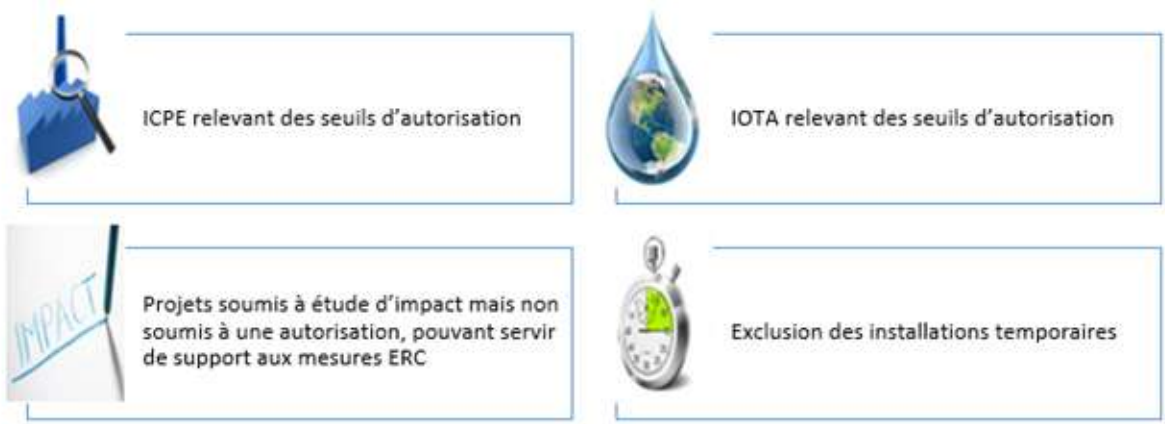 ICPE relevant des seuils d'autorisation
IOTA relevant des seuils d'autorisation
IMPACT
Projets soumis à étude d'impact mais non
soumis à une autorisation, pouvant servir
de support aux mesures ERC
Exclusion des installations temporaires